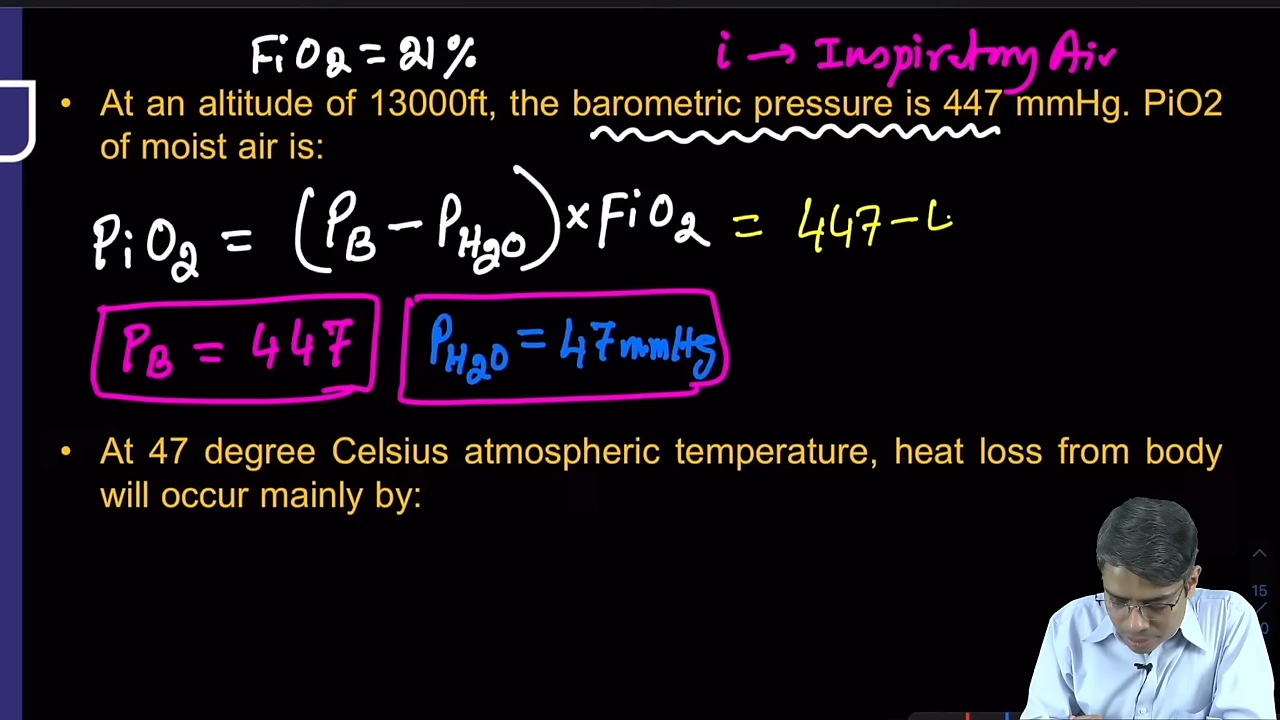 FiO2 = 21%
i → Inspiretory Air
• At an altitude of 13000ft, the barometric pressure is 447 mmHg. PiO2
of moist air is:
PiO2 = (PB - PH2O) × FiO2 = 447 -
PB = 447
PH2O = 47mmHg
• At 47 degree Celsius atmospheric temperature, heat loss from body
will occur mainly by:
15